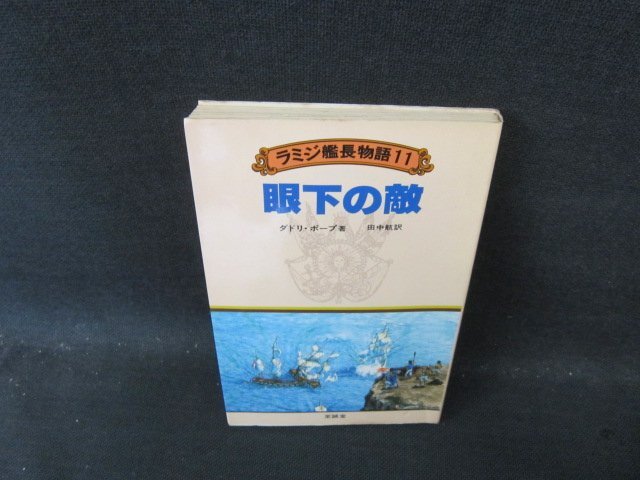 ラミジ艦長物語11
眼下の敵
ダドリ・ポープ著 田中航訳
至誠堂